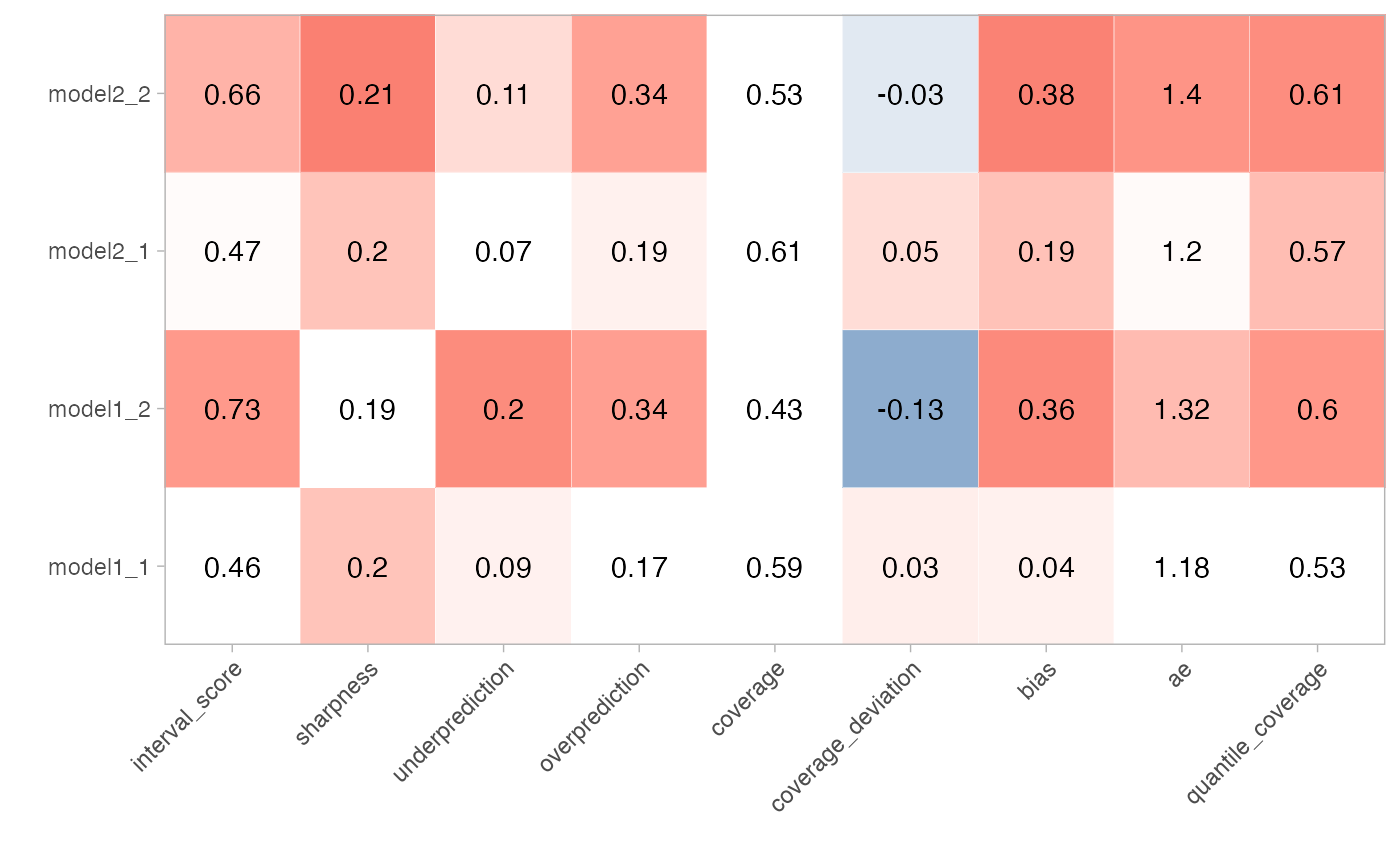 model2_2 0.66 0.21 0.11 0.34 0.53 -0.03 0.38 1.4 0.61
model2_1 0.47 0.2 0.07 0.19 0.61 0.05 0.19 1.2 0.57
model1_2 0.73 0.19 0.2 0.34 0.43 -0.13 0.36 1.32 0.6
model1_1 0.46 0.2 0.09 0.17 0.59 0.03 0.04 1.18 0.53
interval_score
sharpness
underprediction
overprediction
coverage
coverage_deviation
bias
ae
quantile_coverage